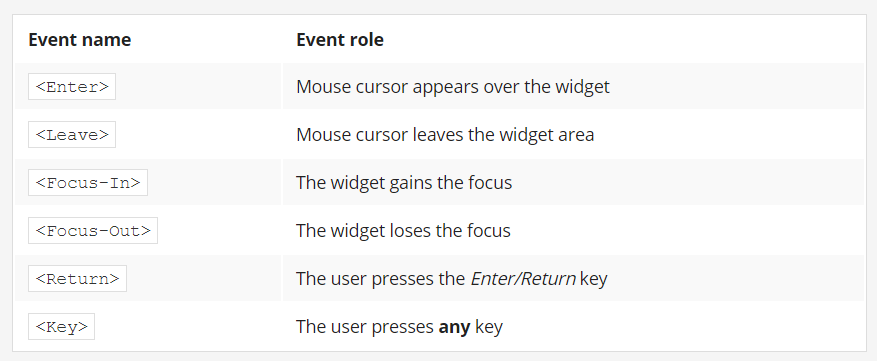 Event name Event role
<Enter> Mouse cursor appears over the widget
<Leave> Mouse cursor leaves the widget area
<Focus-In> The widget gains the focus
<Focus-Out> The widget loses the focus
<Return> The user presses the Enter/Return key
<Key> The user presses any key